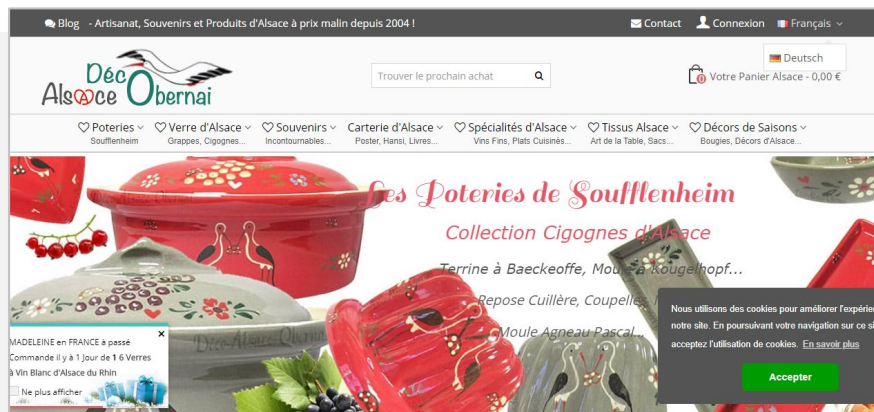 Blog - Artisanat, Souvenirs et Produits d'Alsace à prix malin depuis 2004 !
Contact
Connexion
Français
Deutsch
Déco
Alsace Obernai
Trouver le prochain achat
0 Votre Panier Alsace - 0,00 €
Poteries
Soufflenheim
Verre d'Alsace
Grappes, Cigognes...
Souvenirs
Incontournables...
Carterie d'Alsace
Poster, Hansi, Livres...
Spécialités d'Alsace
Vins Fins, Plats Cuisinés...
Tissus Alsace
Art de la Table, Sacs...
Décors de Saisons
Bougies, Décors d'Alsace...
Les Poteries de Soufflenheim
Collection Cigognes d'Alsace
Terrine à Baeckeoffe, Moule à Kougelhopf...
Repose Cuillère, Coupelles,
Moule Agneau Pascal...
Déco-Alsace-Obernai
MADELEINE en FRANCE à passé
Commande il y à 1 Jour de 1 6 Verres
à Vin Blanc d'Alsace du Rhin
Ne plus afficher
Nous utilisons des cookies pour améliorer l'expérie
notre site. En poursuivant votre navigation sur ce si
acceptez l'utilisation de cookies. En savoir plus
Accepter